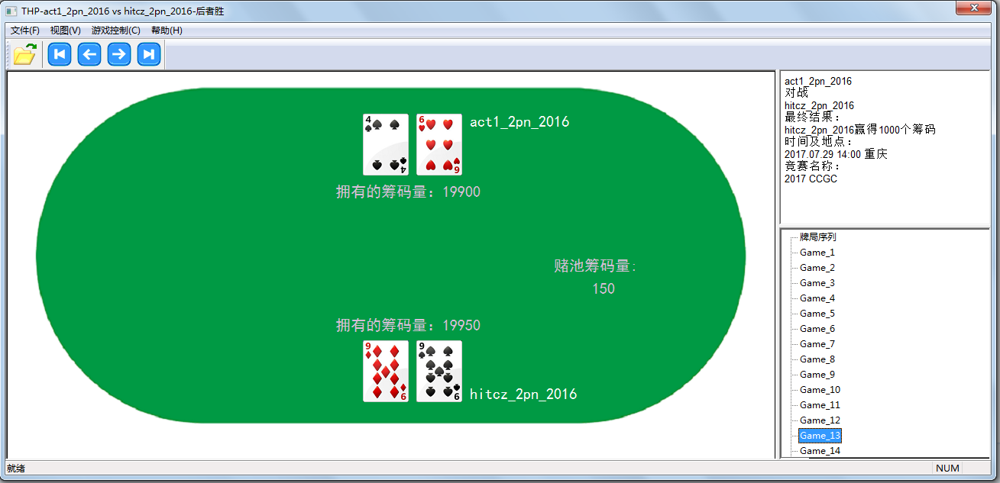 THP-act1_2pn_2016 vs hitcz_2pn_2016-后者胜
文件(F) 视图(V) 游戏控制(C) 帮助(H)
4 6 act1_2pn_2016
4 6
拥有的筹码量: 19900
赌池筹码量:
150
拥有的筹码量: 19950
9 9
9 9 hitcz_2pn_2016
act1_2pn_2016
对战
hitcz_2pn_2016
最终结果:
hitcz_2pn_2016赢得1000个筹码
时间及地点:
2017.07.29 14:00 重庆
竞赛名称:
2017 CCGC
牌局序列
Game_1
Game_2
Game_3
Game_4
Game_5
Game_6
Game_7
Game_8
Game_9
Game_10
Game_11
Game_12
Game_13
Game_14
就绪 NUM